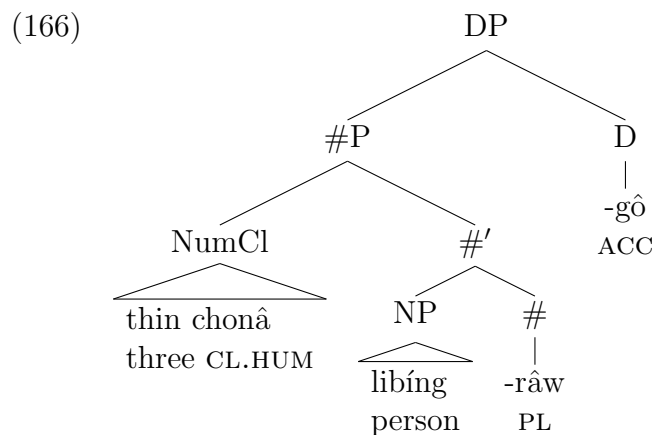 (166)
DP
#P D
-gô
ACC
NumCl #′
thin chonâ
three CL.HUM
NP #
libíng -râw
person PL